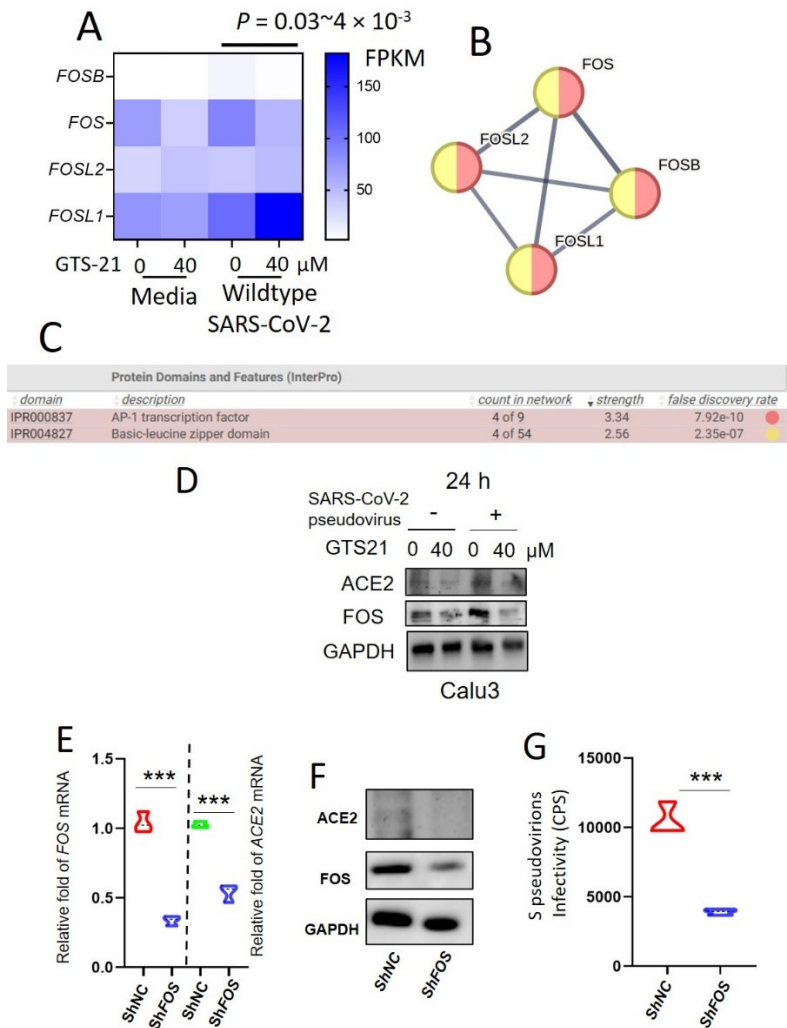 A
P = 0.03~4 × 10-3
FPKM
FOSB
FOS
FOSL2
FOSL1
150
100
50
GTS-21 0 40 0 40 μM
Media Wildtype
SARS-CoV-2
B
FOS
FOSL2
FOSB
FOSL1
C
Protein Domains and Features (InterPro)
domain description count in network strength false discovery rate
IPR000837 AP-1 transcription factor 4 of 9 3.34 7.92e-10
IPR004827 Basic-leucine zipper domain 4 of 54 2.56 2.35e-07
D
24 h
SARS-CoV-2
pseudovirus - +
GTS21 0 40 0 40 μM
ACE2
FOS
GAPDH
Calu3
E
Relative fold of FOS mRNA
1.5
1.0
0.5
0.0
***
***
Relative fold of ACE2 mRNA
ShNC ShFOS ShNC ShFOS
F
ACE2
FOS
GAPDH
ShNC ShFOS
G
S pseudovirions
Infectivity (CPS)
15000
10000
5000
0
***
ShNC ShFOS